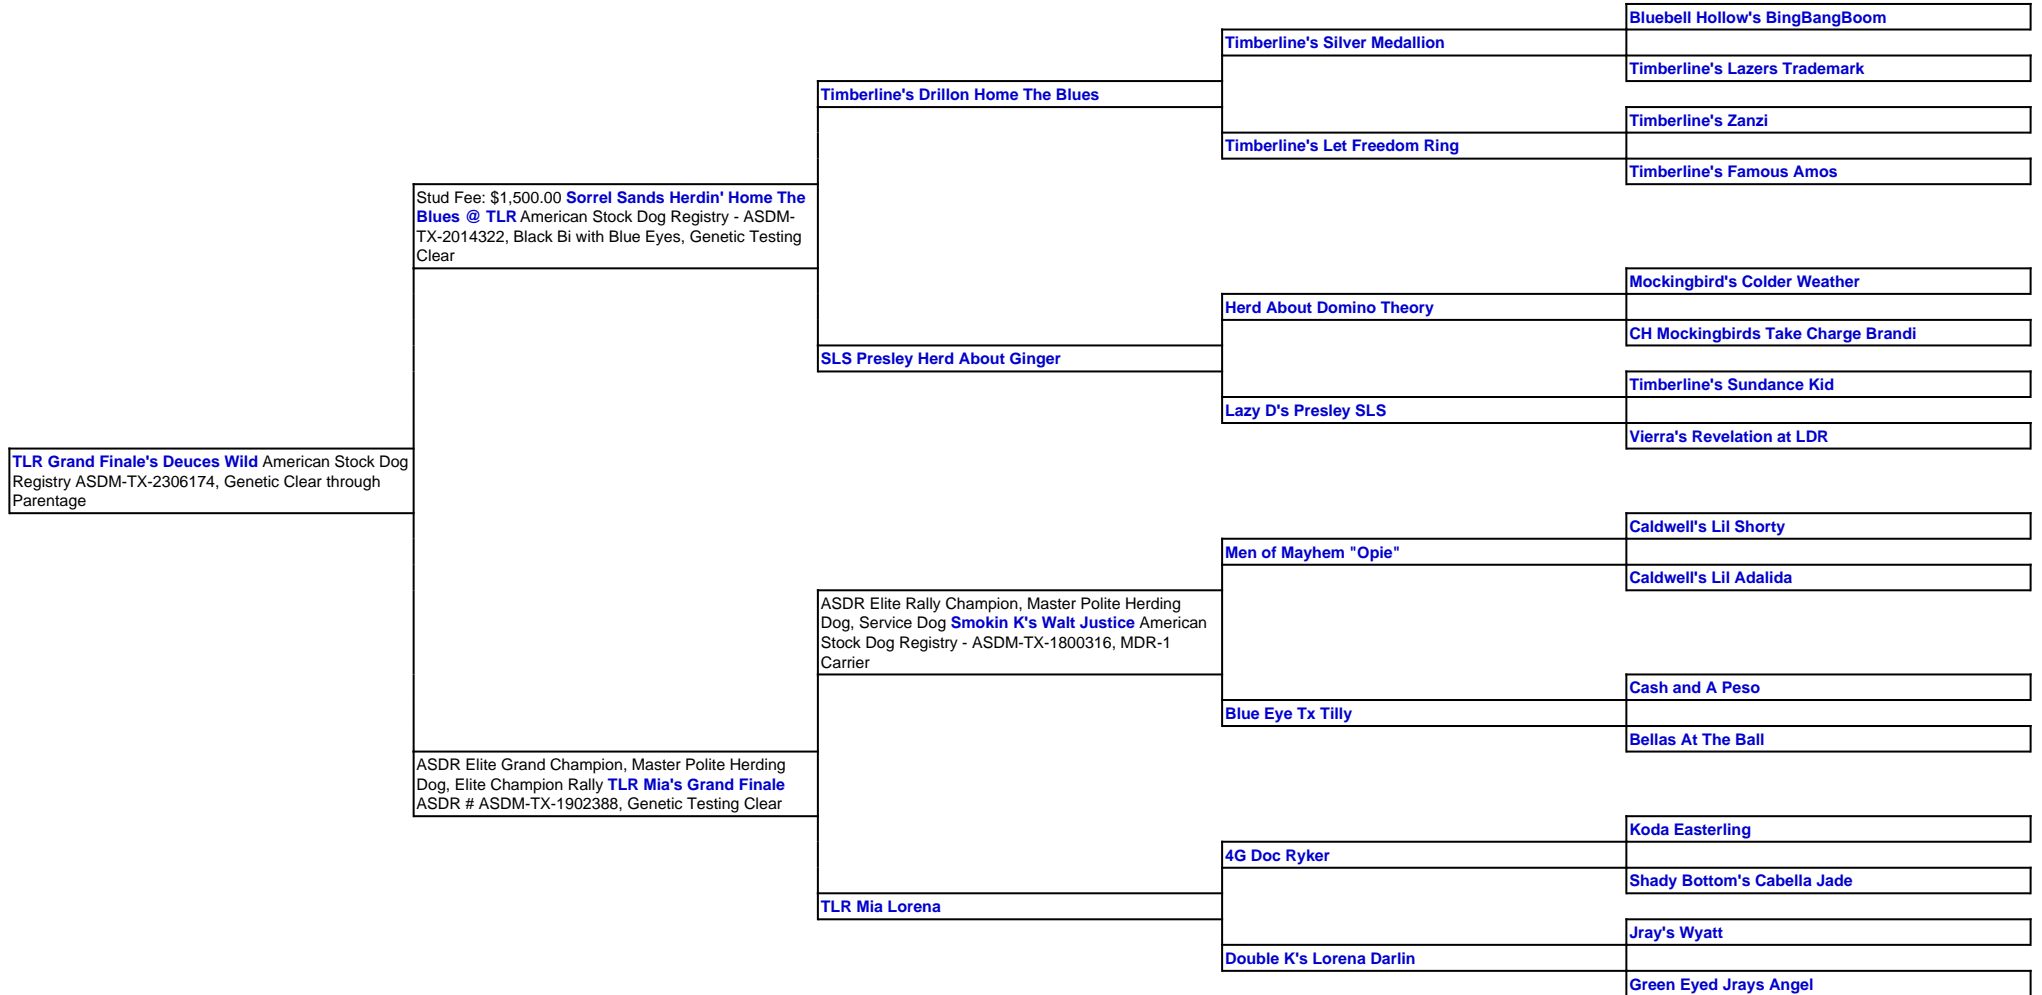 Bluebell Hollow's BingBangBoom
Timberline's Silver Medallion
Timberline's Lazers Trademark
Timberline's Drillon Home The Blues
Timberline's Zanzi
Timberline's Let Freedom Ring
Timberline's Famous Amos
Stud Fee: $1,500.00 Sorrel Sands Herdin' Home The
Blues @ TLR American Stock Dog Registry - ASDM-
TX-2014322, Black Bi with Blue Eyes, Genetic Testing
Clear
Mockingbird's Colder Weather
Herd About Domino Theory
CH Mockingbirds Take Charge Brandi
SLS Presley Herd About Ginger
Timberline's Sundance Kid
Lazy D's Presley SLS
Vierra's Revelation at LDR
TLR Grand Finale's Deuces Wild American Stock Dog
Registry ASDM-TX-2306174, Genetic Clear through
Parentage
Caldwell's Lil Shorty
Men of Mayhem "Opie"
Caldwell's Lil Adalida
ASDR Elite Rally Champion, Master Polite Herding
Dog, Service Dog Smokin K's Walt Justice American
Stock Dog Registry - ASDM-TX-1800316, MDR-1
Carrier
Cash and A Peso
Blue Eye Tx Tilly
Bellas At The Ball
ASDR Elite Grand Champion, Master Polite Herding
Dog, Elite Champion Rally TLR Mia's Grand Finale
ASDR # ASDM-TX-1902388, Genetic Testing Clear
Koda Easterling
4G Doc Ryker
Shady Bottom's Cabella Jade
TLR Mia Lorena
Jray's Wyatt
Double K's Lorena Darlin
Green Eyed Jrays Angel